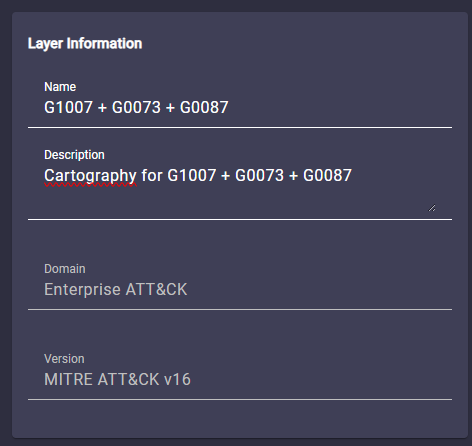 Layer Information
Name
G1007 + G0073 + G0087
Description
Cartography for G1007 + G0073 + G0087
Domain
Enterprise ATT&CK
Version
MITRE ATT&CK v16